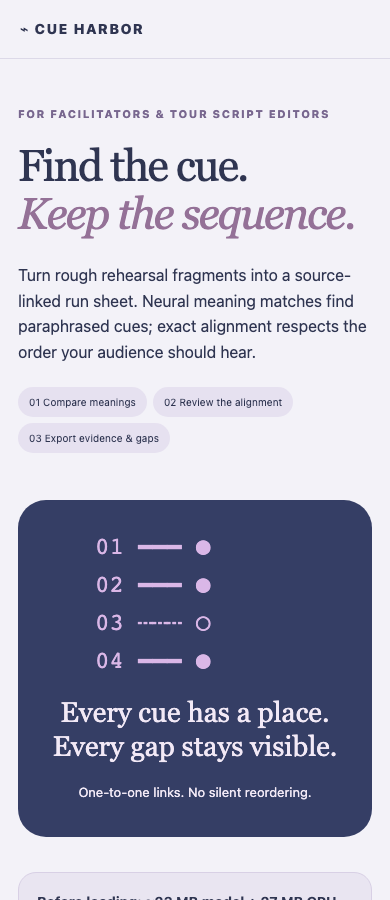 CUE HARBOR
FOR FACILITATORS & TOUR SCRIPT EDITORS
Find the cue.
Keep the sequence.
Turn rough rehearsal fragments into a source-
linked run sheet. Neural meaning matches find
paraphrased cues; exact alignment respects the
order your audience should hear.
01 Compare meanings
02 Review the alignment
03 Export evidence & gaps
01
02
03
04
Every cue has a place.
Every gap stays visible.
One-to-one links. No silent reordering.